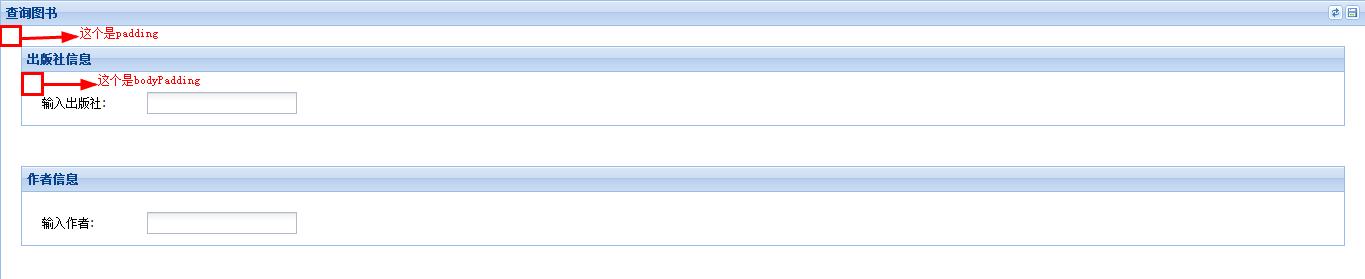 查询图书
这个是padding
出版社信息
这个是bodyPadding
输入出版社:
作者信息
输入作者: